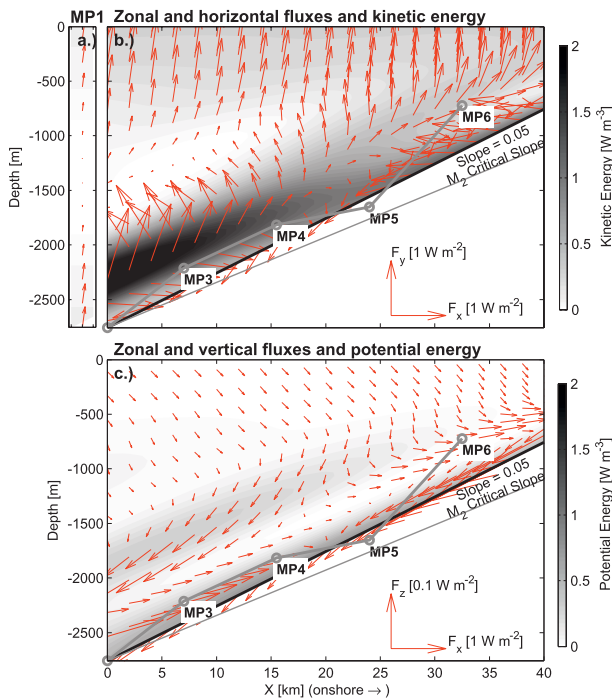 MP1 Zonal and horizontal fluxes and kinetic energy
a.) b.)
0
-500
-1000
-1500
-2000
-2500
Depth [m]
MP6
Slope = 0.05
M2 Critical Slope
MP5
MP4
MP3
Fy [1 W m-2]
Fx [1 W m-2]
2
1.5
1
0.5
0
Kinetic Energy [W m-3]
Zonal and vertical fluxes and potential energy
c.)
0
-500
-1000
-1500
-2000
-2500
Depth [m]
MP6
Slope = 0.05
M2 Critical Slope
MP5
MP4
MP3
Fz [0.1 W m-2]
Fx [1 W m-2]
0 5 10 15 20 25 30 35 40
X [km] (onshore → )
2
1.5
1
0.5
0
Potential Energy [W m-3]